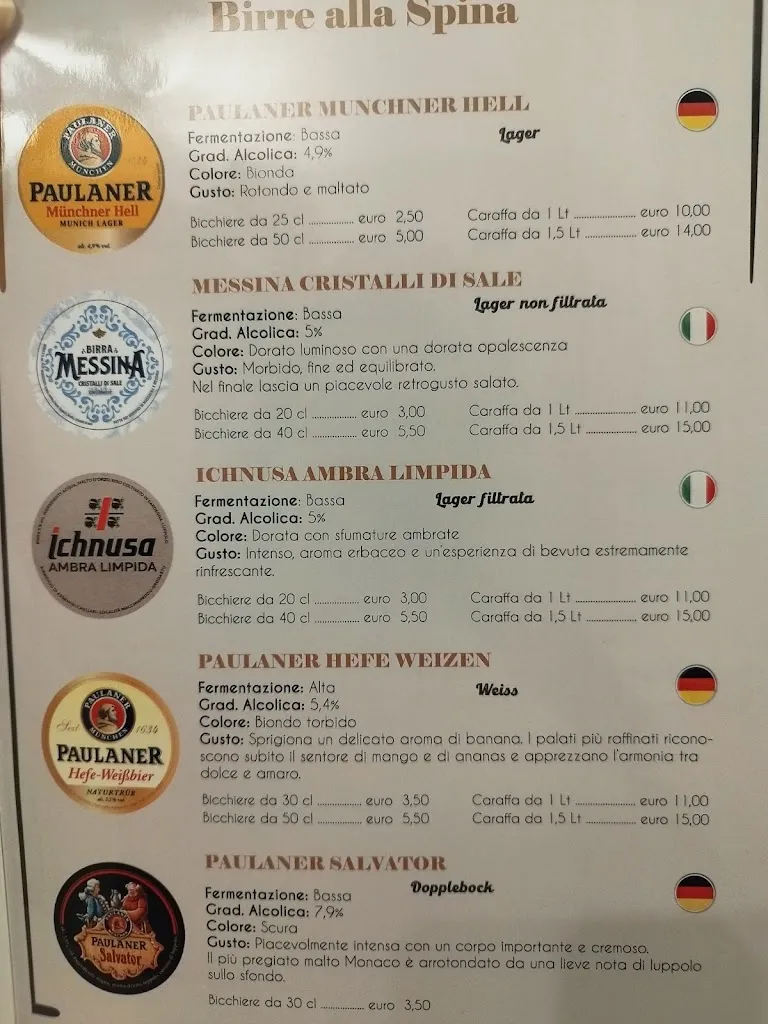 Birre alla Spina
PAULANER MUNCHNER HELL
Fermentazione: Bassa
Lager
Grad. Alcolica: 4,9%
Colore: Bionda
Gusto: Rotondo e maltato
Bicchiere da 25 cl ................ euro 2,50
Caraffa da 1 Lt ...................... euro 10,00
Bicchiere da 50 cl ................ euro 5,00
Caraffa da 1,5 Lt .................. euro 14,00
PAULANER
MÜNCHEN
PAULANER
Münchner Hell
MUNICH LAGER
alc. 4,9% vol
MESSINA CRISTALLI DI SALE
Fermentazione: Bassa
Lager non filtrata
Grad. Alcolica: 5%
Colore: Dorato luminoso con una dorata opalescenza
Gusto: Morbido, fine ed equilibrato.
Nel finale lascia un piacevole retrogusto salato.
Bicchiere da 20 cl ................ euro 3,00
Caraffa da 1 Lt ...................... euro 11,00
Bicchiere da 40 cl ................ euro 5,50
Caraffa da 1,5 Lt .................. euro 15,00
BIRRA
MESSINA
CRISTALLI DI SALE
ICHNUSA AMBRA LIMPIDA
Fermentazione: Bassa
Lager filtrata
Grad. Alcolica: 5%
Colore: Dorata con sfumature ambrate
Gusto: Intenso, aroma erbaceo e un'esperienza di bevuta estremamente
rinfrescante.
Bicchiere da 20 cl ................ euro 3,00
Caraffa da 1 Lt ...................... euro 11,00
Bicchiere da 40 cl ................ euro 5,50
Caraffa da 1,5 Lt .................. euro 15,00
ichnusa
AMBRA LIMPIDA
PAULANER HEFE WEIZEN
Fermentazione: Alta
Weiss
Grad. Alcolica: 5,4%
Colore: Biondo torbido
Gusto: Sprigiona un delicato aroma di banana. I palati più raffinati ricono-
scono subito il sentore di mango e di ananas e apprezzano l'armonia tra
dolce e amaro.
Bicchiere da 30 cl ................ euro 3,50
Caraffa da 1 Lt ...................... euro 11,00
Bicchiere da 50 cl ................ euro 5,50
Caraffa da 1,5 Lt .................. euro 15,00
PAULANER
MÜNCHEN
Seit 1634
PAULANER
Hefe-Weißbier
NATURTRÜB
PAULANER SALVATOR
Fermentazione: Bassa
Dopplebock
Grad. Alcolica: 7,9%
Colore: Scura
Gusto: Piacevolmente intensa con un corpo importante e cremoso.
Il più pregiato malto Monaco è arrotondato da una lieve nota di luppolo
sullo sfondo.
Bicchiere da 30 cl ................ euro 3,50
PAULANER
Salvator